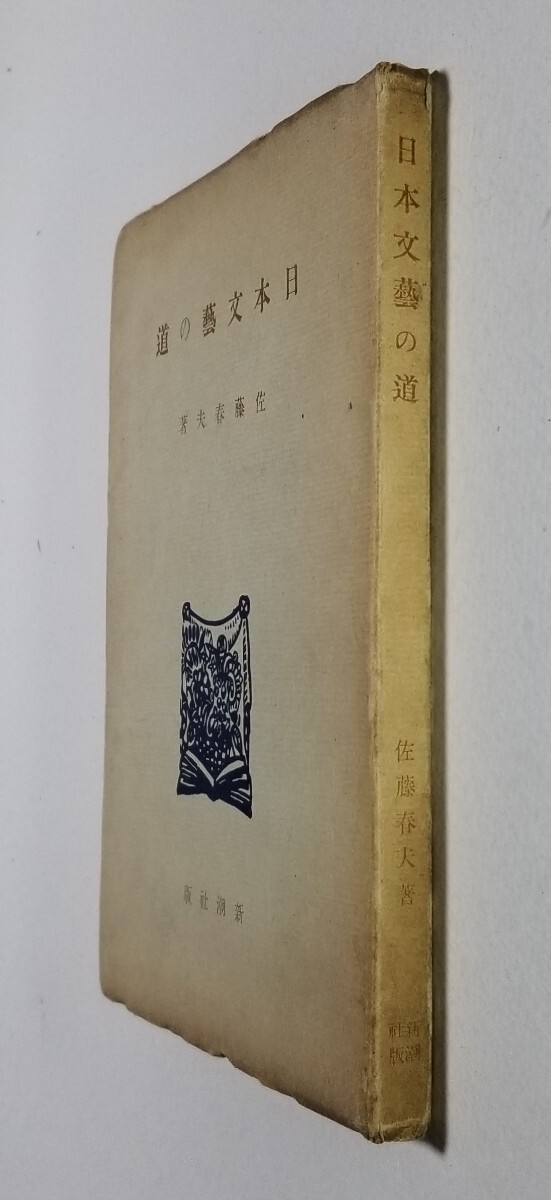 日本文藝の道
佐藤春夫著
新潮社版
日本文藝の道
佐藤春夫著
新潮
社版